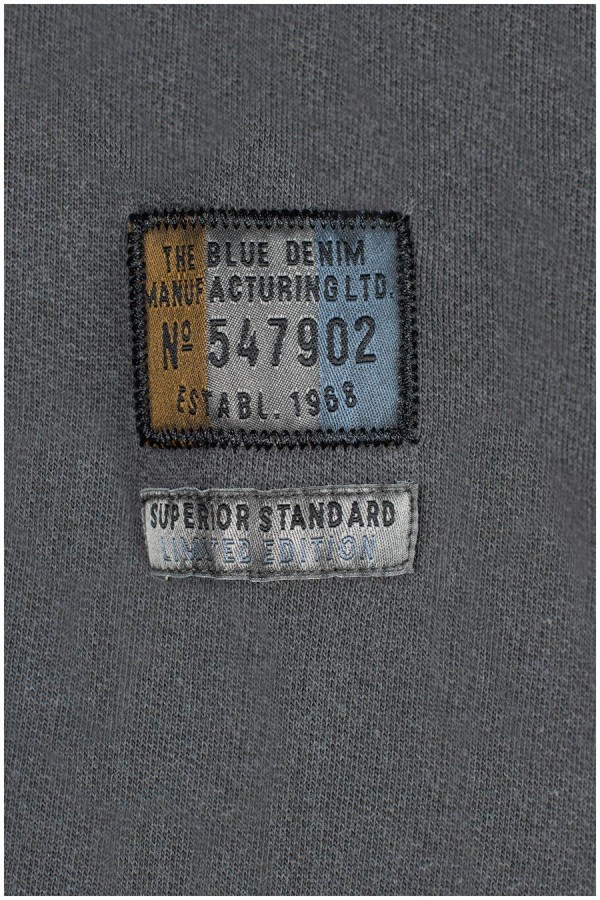 THE BLUE DENIM
MANUFACTURING LTD.
Nº 547902
ESTABL. 1968
SUPERIOR STANDARD
LIMITED EDITION